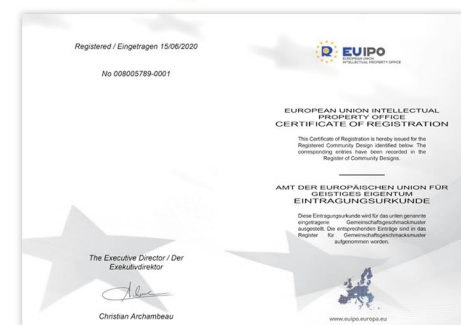 Registered / Eingetragen 15/06/2020
No 008005789-0001
The Executive Director / Der
Exekutivdirektor
Christian Archambeau
EUIPO
EUROPEAN UNION
INTELLECTUAL PROPERTY OFFICE
EUROPEAN UNION INTELLECTUAL
PROPERTY OFFICE
CERTIFICATE OF REGISTRATION
This Certificate of Registration is hereby issued for the
Registered Community Design identified below. The
corresponding entries have been recorded in the
Register of Community Designs.
AMT DER EUROPÄISCHEN UNION FÜR
GEISTIGES EIGENTUM
EINTRAGUNGSURKUNDE
Diese Eintragungsurkunde wird für das unten genannte
eingetragene Gemeinschaftsgeschmackmuster
ausgestellt. Die entsprechenden Einträge sind in das
Register für Gemeinschaftsgeschmacksmuster
aufgenommen worden.
www.euipo.europa.eu